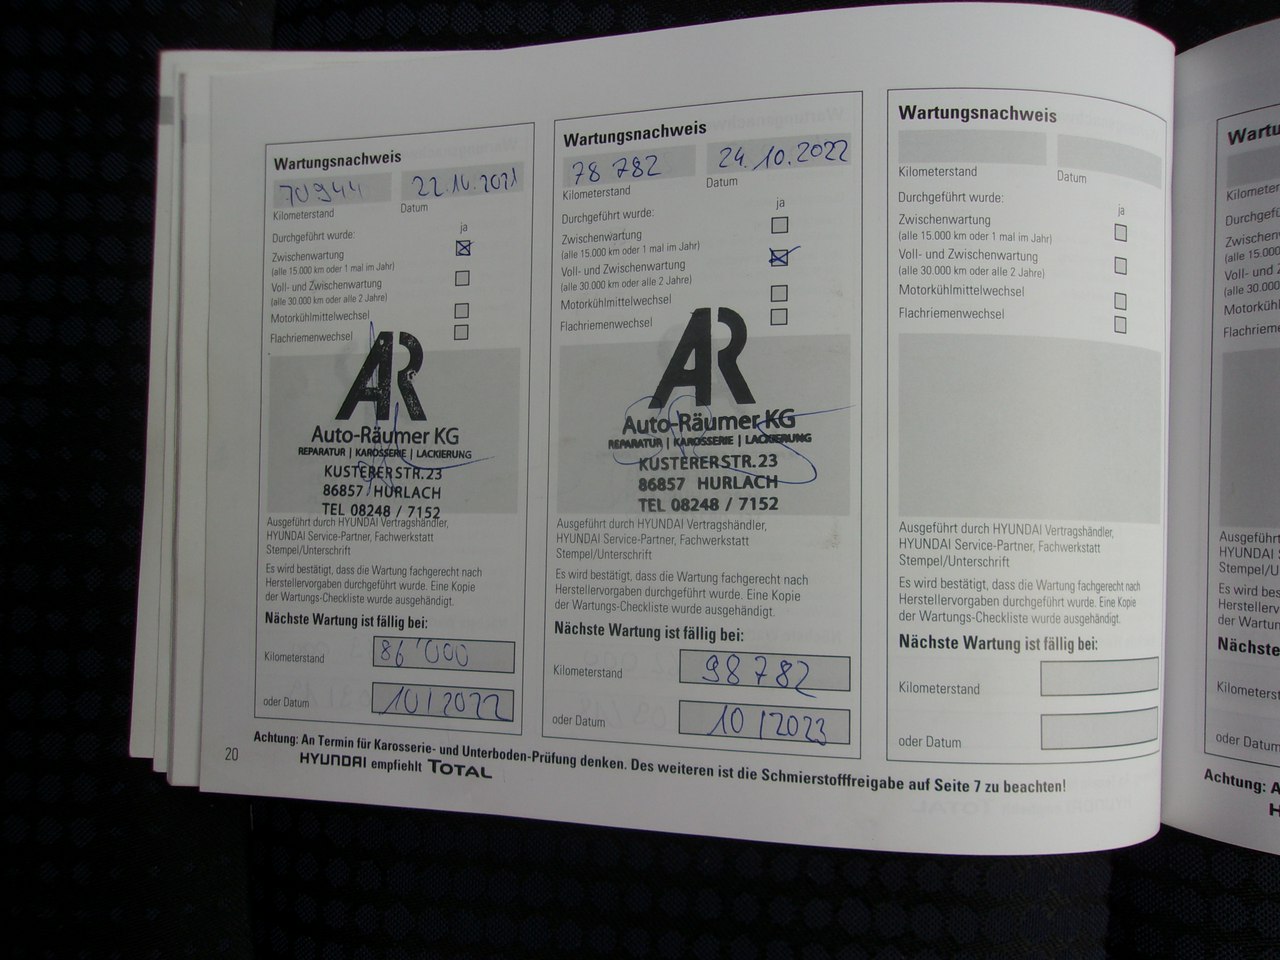 Wartungsnachweis
70944 22.10.2021
Kilometerstand Datum
Durchgeführt wurde: ja
Zwischenwartung
(alle 15.000 km oder 1 mal im Jahr)
Voll- und Zwischenwartung
(alle 30.000 km oder alle 2 Jahre)
Motorkühlmittelwechsel
Flachriemenwechsel
AR
Auto-Räumer KG
REPARATUR | KAROSSERIE | LACKIERUNG
KUSTERERSTR.23
86857 HURLACH
TEL 08248 / 7152
Ausgeführt durch HYUNDAI Vertragshändler,
HYUNDAI Service-Partner, Fachwerkstatt
Stempel/Unterschrift
Es wird bestätigt, dass die Wartung fachgerecht nach
Herstellervorgaben durchgeführt wurde. Eine Kopie
der Wartungs-Checkliste wurde ausgehändigt.
Nächste Wartung ist fällig bei:
Kilometerstand 86'000
oder Datum 10/2022
Wartungsnachweis
78 782 24.10.2022
Kilometerstand Datum
Durchgeführt wurde: ja
Zwischenwartung
(alle 15.000 km oder 1 mal im Jahr)
Voll- und Zwischenwartung
(alle 30.000 km oder alle 2 Jahre)
Motorkühlmittelwechsel
Flachriemenwechsel
AR
Auto-Räumer KG
REPARATUR | KAROSSERIE | LACKIERUNG
KUSTERERSTR.23
86857 HURLACH
TEL 08248 / 7152
Ausgeführt durch HYUNDAI Vertragshändler,
HYUNDAI Service-Partner, Fachwerkstatt
Stempel/Unterschrift
Es wird bestätigt, dass die Wartung fachgerecht nach
Herstellervorgaben durchgeführt wurde. Eine Kopie
der Wartungs-Checkliste wurde ausgehändigt.
Nächste Wartung ist fällig bei:
Kilometerstand 98782
oder Datum 10/2023
Wartungsnachweis
Kilometerstand Datum
Durchgeführt wurde: ja
Zwischenwartung
(alle 15.000 km oder 1 mal im Jahr)
Voll- und Zwischenwartung
(alle 30.000 km oder alle 2 Jahre)
Motorkühlmittelwechsel
Flachriemenwechsel
Ausgeführt durch HYUNDAI Vertragshändler,
HYUNDAI Service-Partner, Fachwerkstatt
Stempel/Unterschrift
Es wird bestätigt, dass die Wartung fachgerecht nach
Herstellervorgaben durchgeführt wurde. Eine Kopie
der Wartungs-Checkliste wurde ausgehändigt.
Nächste Wartung ist fällig bei:
Kilometerstand
oder Datum
20 Achtung: An Termin für Karosserie- und Unterboden-Prüfung denken. Des weiteren ist die Schmierstofffreigabe auf Seite 7 zu beachten!
HYUNDAI empfiehlt TOTAL